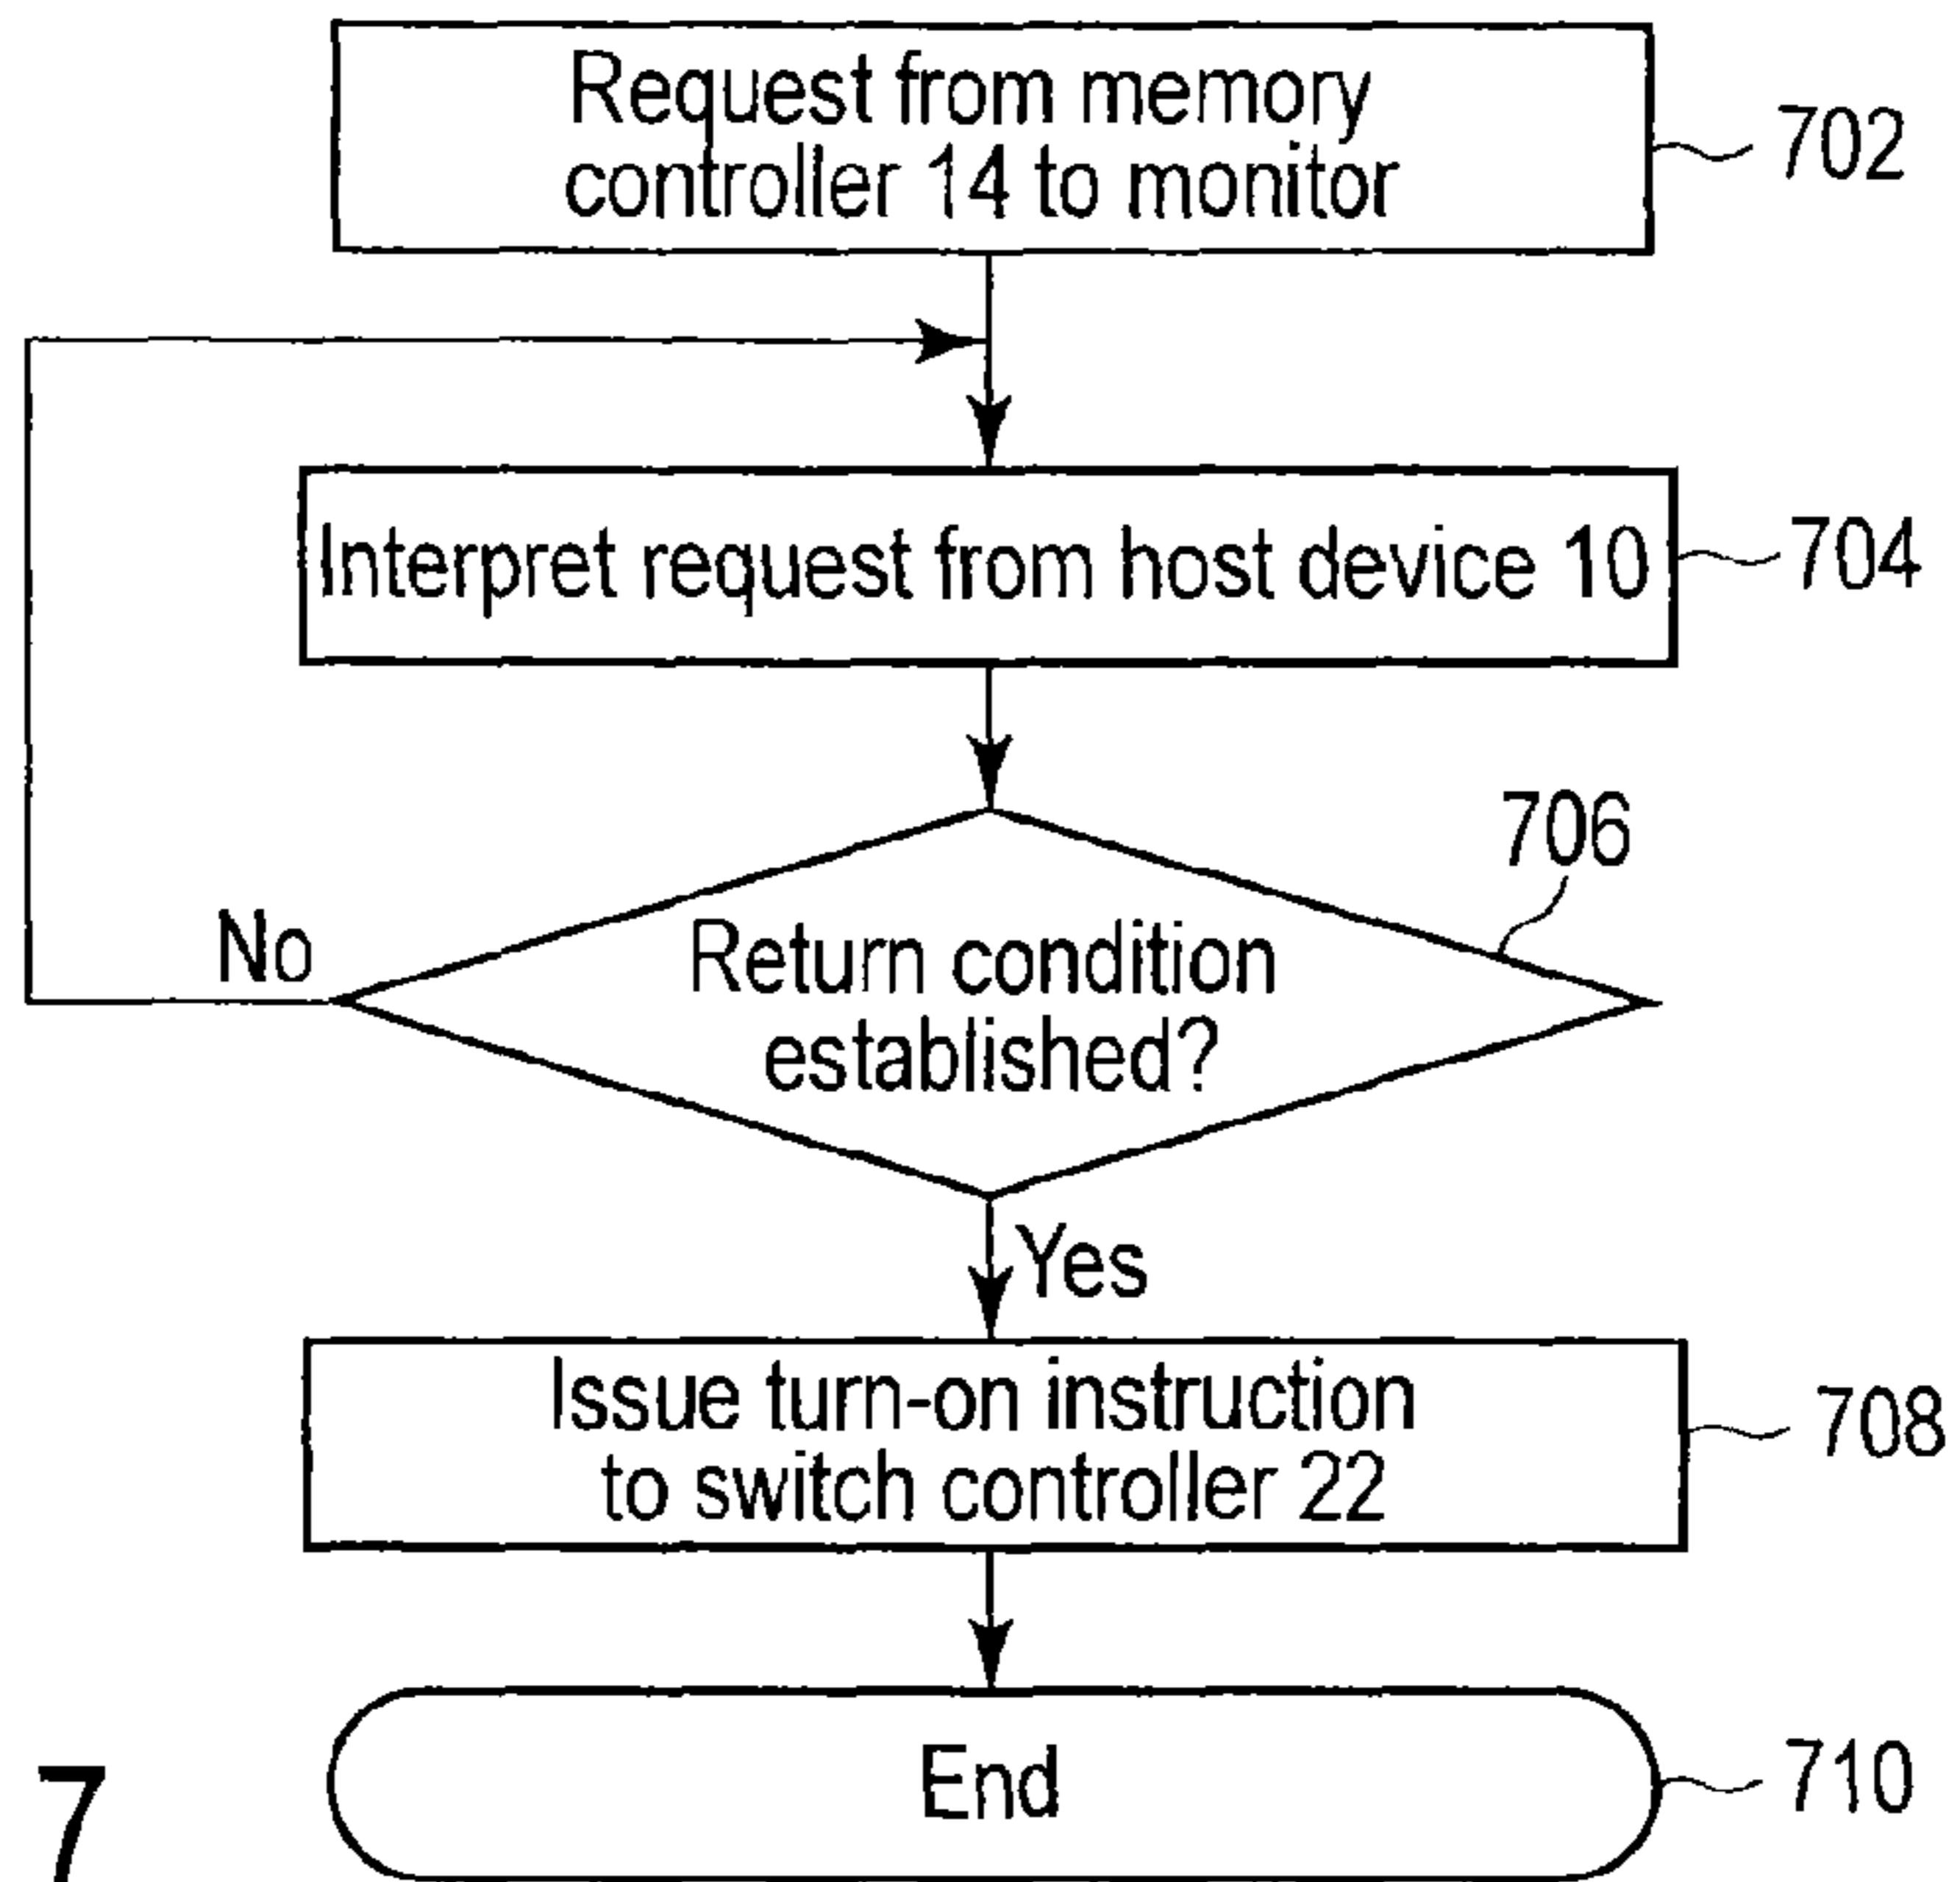 Request from memory
controller 14 to monitor
702
Interpret request from host device 10
704
706
Return condition
established?
No
Yes
Issue turn-on instruction
to switch controller 22
708
End
710
7